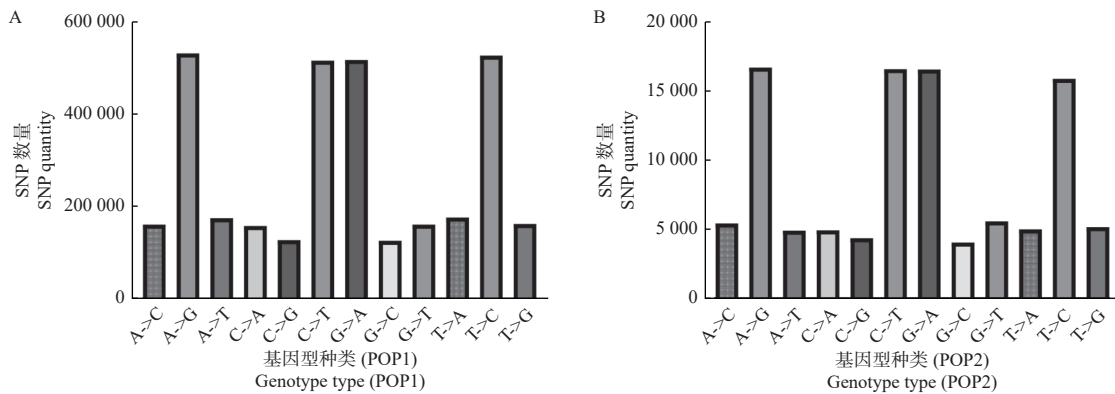 A
600 000
400 000
200 000
0
SNP 数量
SNP quantity
A->C
A->G
A->T
C->A
C->G
C->T
G->A
G->C
G->T
T->A
T->C
T->G
基因型种类 (POP1)
Genotype type (POP1)
B
20 000
15 000
10 000
5 000
0
SNP 数量
SNP quantity
A->C
A->G
A->T
C->A
C->G
C->T
G->A
G->C
G->T
T->A
T->C
T->G
基因型种类 (POP2)
Genotype type (POP2)